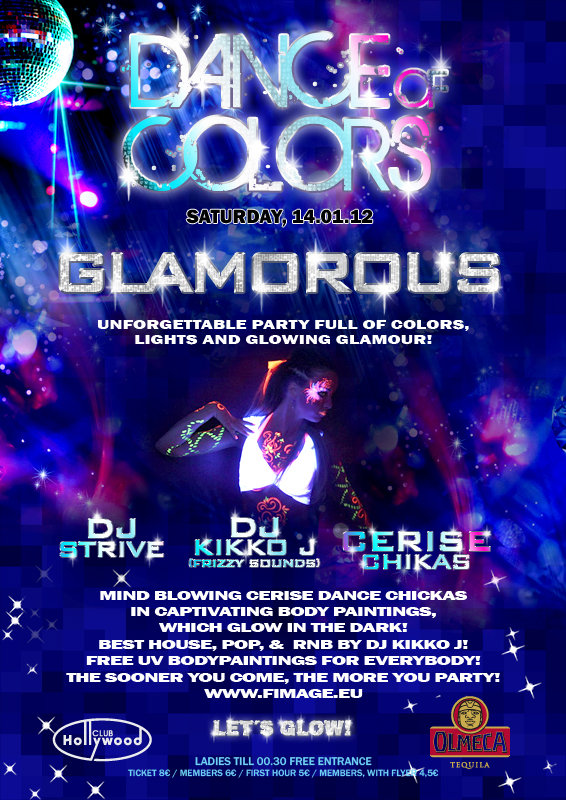 DANCE OF
COLORS
SATURDAY, 14.01.12
GLAMOROUS
UNFORGETTABLE PARTY FULL OF COLORS,
LIGHTS AND GLOWING GLAMOUR!
DJ
STRIVE
DJ
KIKKO J
(FRIZZY SOUNDS)
CERISE
CHIKAS
MIND BLOWING CERISE DANCE CHICKAS
IN CAPTIVATING BODY PAINTINGS,
WHICH GLOW IN THE DARK!
BEST HOUSE, POP, & RNB BY DJ KIKKO J!
FREE UV BODYPAINTINGS FOR EVERYBODY!
THE SOONER YOU COME, THE MORE YOU PARTY!
WWW.FIMAGE.EU
CLUB
Hollywood
LET´S GLOW!
OLMECA
TEQUILA
LADIES TILL 00.30 FREE ENTRANCE
TICKET 8€ / MEMBERS 6€ / FIRST HOUR 5€ / MEMBERS, WITH FLYER 4,5€